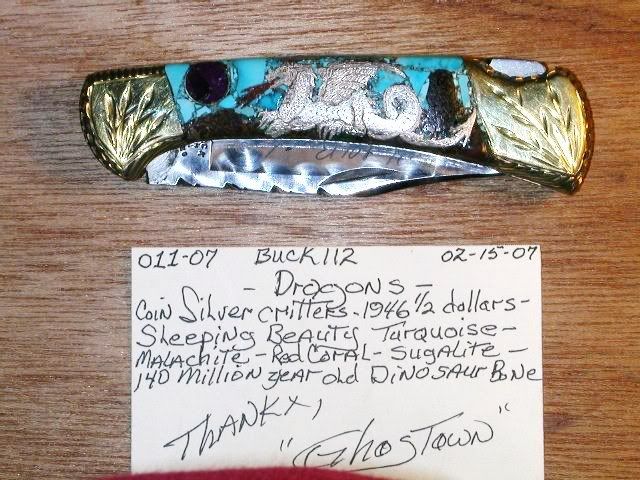 011-07 BUCK112 02-15-07
- Dragons -
Coin Silver critters - 1946 1/2 dollars -
Sleeping Beauty Turquoise -
MALACHITE - Red Coral - Sugalite -
140 Million year old Dinosaur Bone
THANKX,
"GhosTown"